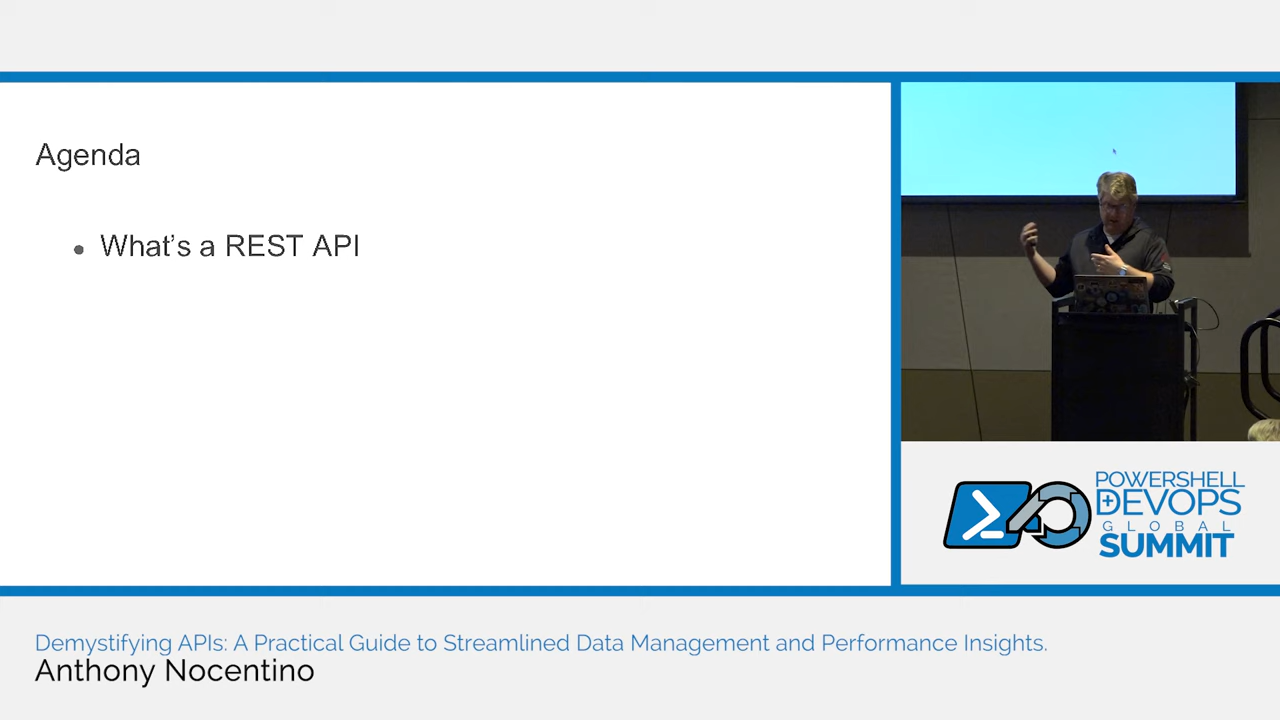 Agenda
• What's a REST API
POWERSHELL
+DEVOPS
GLOBAL
SUMMIT
Demystifying APIs: A Practical Guide to Streamlined Data Management and Performance Insights.
Anthony Nocentino